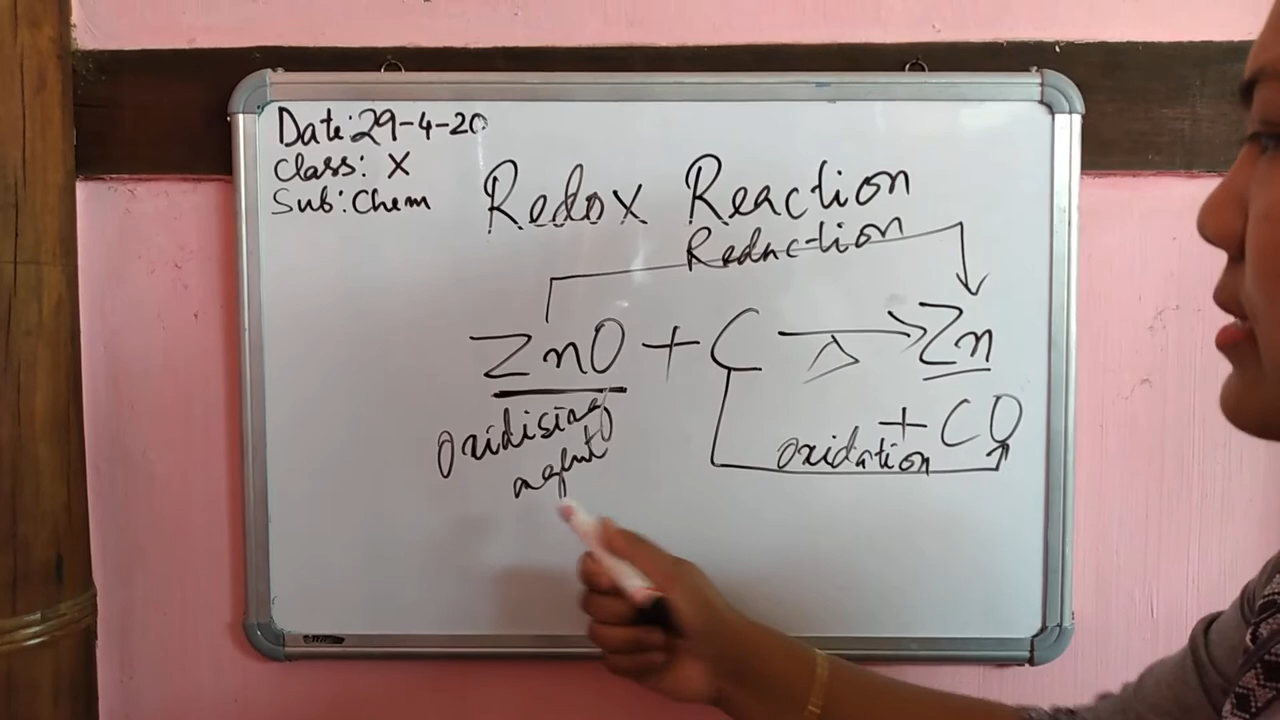 Date: 29-4-20
Class: X
Sub: Chem
Redox Reaction
Reduction
ZnO + C → Zn
Δ
+ CO
oxidising
agent
oxidation